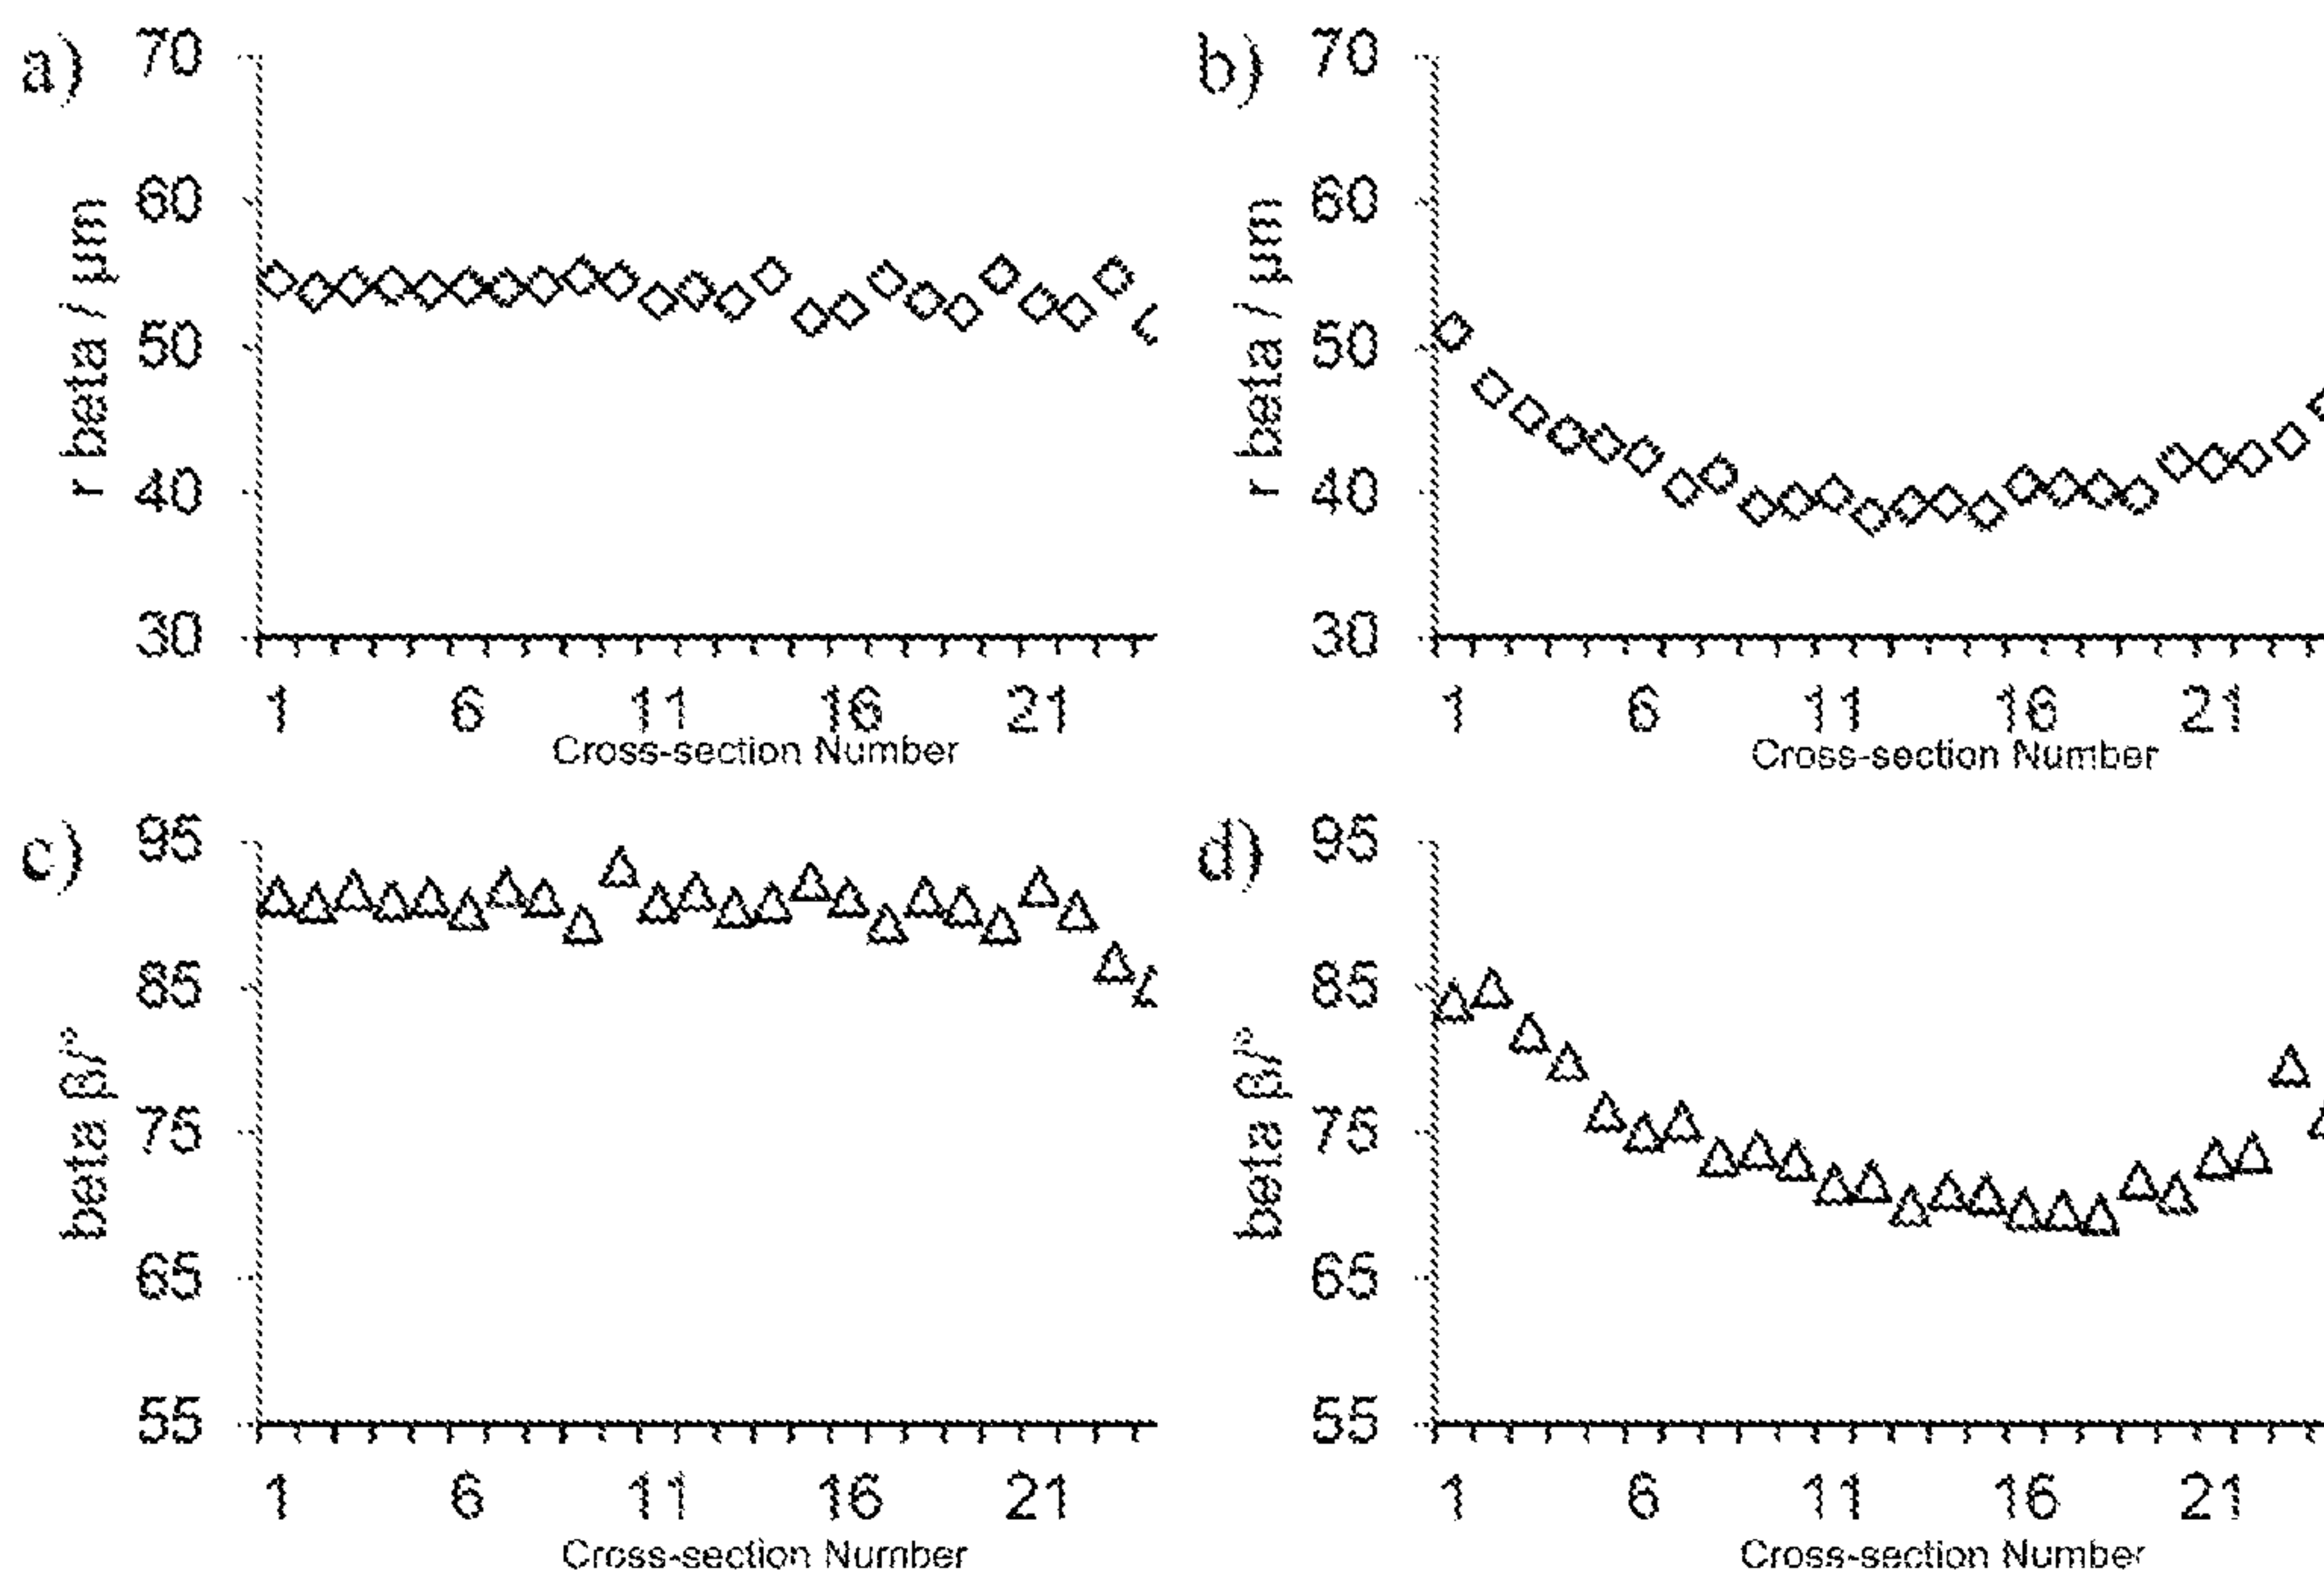 a)
70
60
50
40
30
r beta / µm
1 6 11 16 21
Cross-section Number
b)
70
60
50
40
30
r beta / µm
1 6 11 16 21
Cross-section Number
c)
95
85
75
65
55
beta β/°
1 6 11 16 21
Cross-section Number
d)
95
85
75
65
55
beta β/°
1 6 11 16 21
Cross-section Number